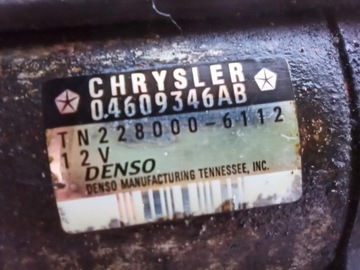 CHRYSLER
04609346AB
TN228000-6112
12V
DENSO
DENSO MANUFACTURING TENNESSEE, INC.